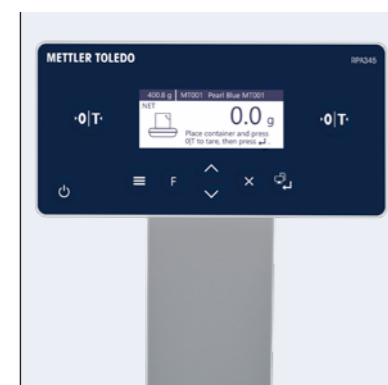 METTLER TOLEDO
RPA345
400.8 g MT001 Pearl Blue MT001
NET
0.0 g
·0|T·
·0|T·
Place container and press
0|T to tare, then press ↵ .
F